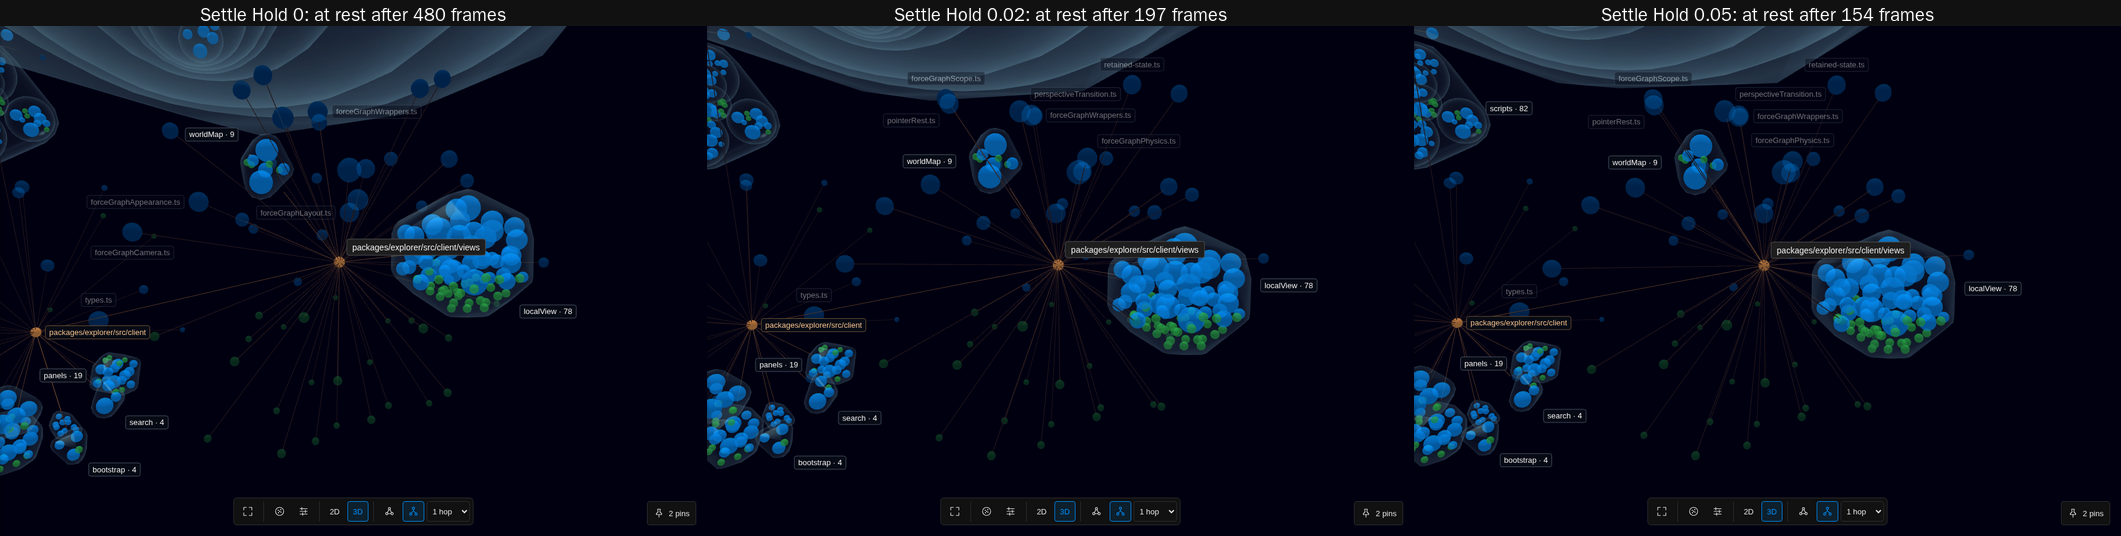 Settle Hold 0: at rest after 480 frames
forceGraphWrappers.ts
worldMap · 9
forceGraphAppearance.ts
forceGraphLayout.ts
packages/explorer/src/client/views
forceGraphCamera.ts
types.ts
localView · 78
packages/explorer/src/client
panels · 19
search · 4
bootstrap · 4
2D 3D 1 hop
2 pins
Settle Hold 0.02: at rest after 197 frames
retained-state.ts
forceGraphScope.ts
perspectiveTransition.ts
forceGraphWrappers.ts
pointerRest.ts
forceGraphPhysics.ts
worldMap · 9
packages/explorer/src/client/views
localView · 78
types.ts
packages/explorer/src/client
panels · 19
search · 4
bootstrap · 4
2D 3D 1 hop
2 pins
Settle Hold 0.05: at rest after 154 frames
retained-state.ts
forceGraphScope.ts
perspectiveTransition.ts
scripts · 82
forceGraphWrappers.ts
pointerRest.ts
forceGraphPhysics.ts
worldMap · 9
packages/explorer/src/client/views
localView · 78
types.ts
packages/explorer/src/client
panels · 19
search · 4
bootstrap · 4
2D 3D 1 hop
2 pins